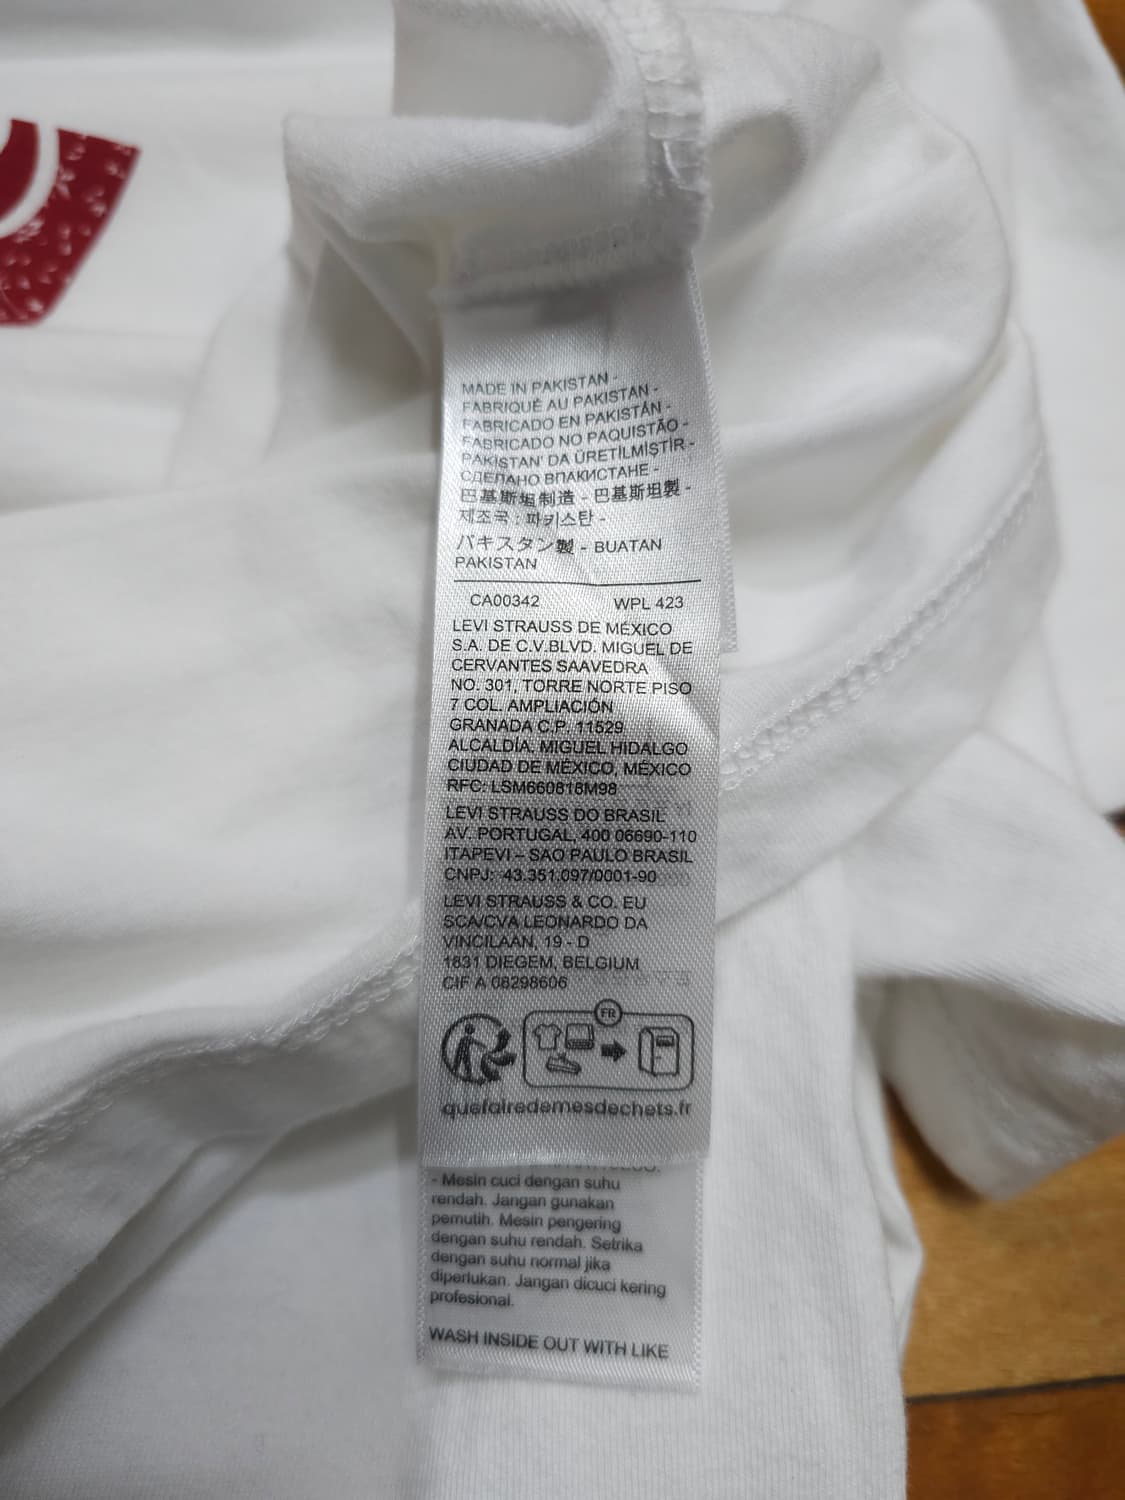 MADE IN PAKISTAN -
FABRIQUÉ AU PAKISTAN -
FABRICADO EN PAKISTÁN -
FABRICADO NO PAQUISTÃO -
PAKİSTAN' DA ÜRETİLMİŞTİR -
СДЕЛАНО ВПАКИСТАНЕ -
巴基斯坦制造 - 巴基斯坦製 -
제조국 : 파키스탄 -
パキスタン製 - BUATAN
PAKISTAN
CA00342 WPL 423
LEVI STRAUSS DE MÉXICO
S.A. DE C.V.BLVD. MIGUEL DE
CERVANTES SAAVEDRA
NO. 301, TORRE NORTE PISO
7 COL. AMPLIACIÓN
GRANADA C.P. 11529
ALCALDÍA. MIGUEL HIDALGO
CIUDAD DE MÉXICO, MÉXICO
RFC: LSM660818M98
LEVI STRAUSS DO BRASIL
AV. PORTUGAL, 400 06690-110
ITAPEVI – SAO PAULO BRASIL
CNPJ: 43.351.097/0001-90
LEVI STRAUSS & CO. EU
SCA/CVA LEONARDO DA
VINCILAAN, 19 - D
1831 DIEGEM, BELGIUM
CIF A 08298606
FR
quefairedemesdechets.fr
- Mesin cuci dengan suhu
rendah. Jangan gunakan
pemutih. Mesin pengering
dengan suhu rendah. Setrika
dengan suhu normal jika
diperlukan. Jangan dicuci kering
profesional.
WASH INSIDE OUT WITH LIKE